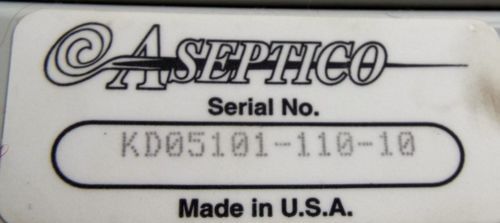 ASEPTICO
Serial No.
KD05101-110-10
Made in U.S.A.